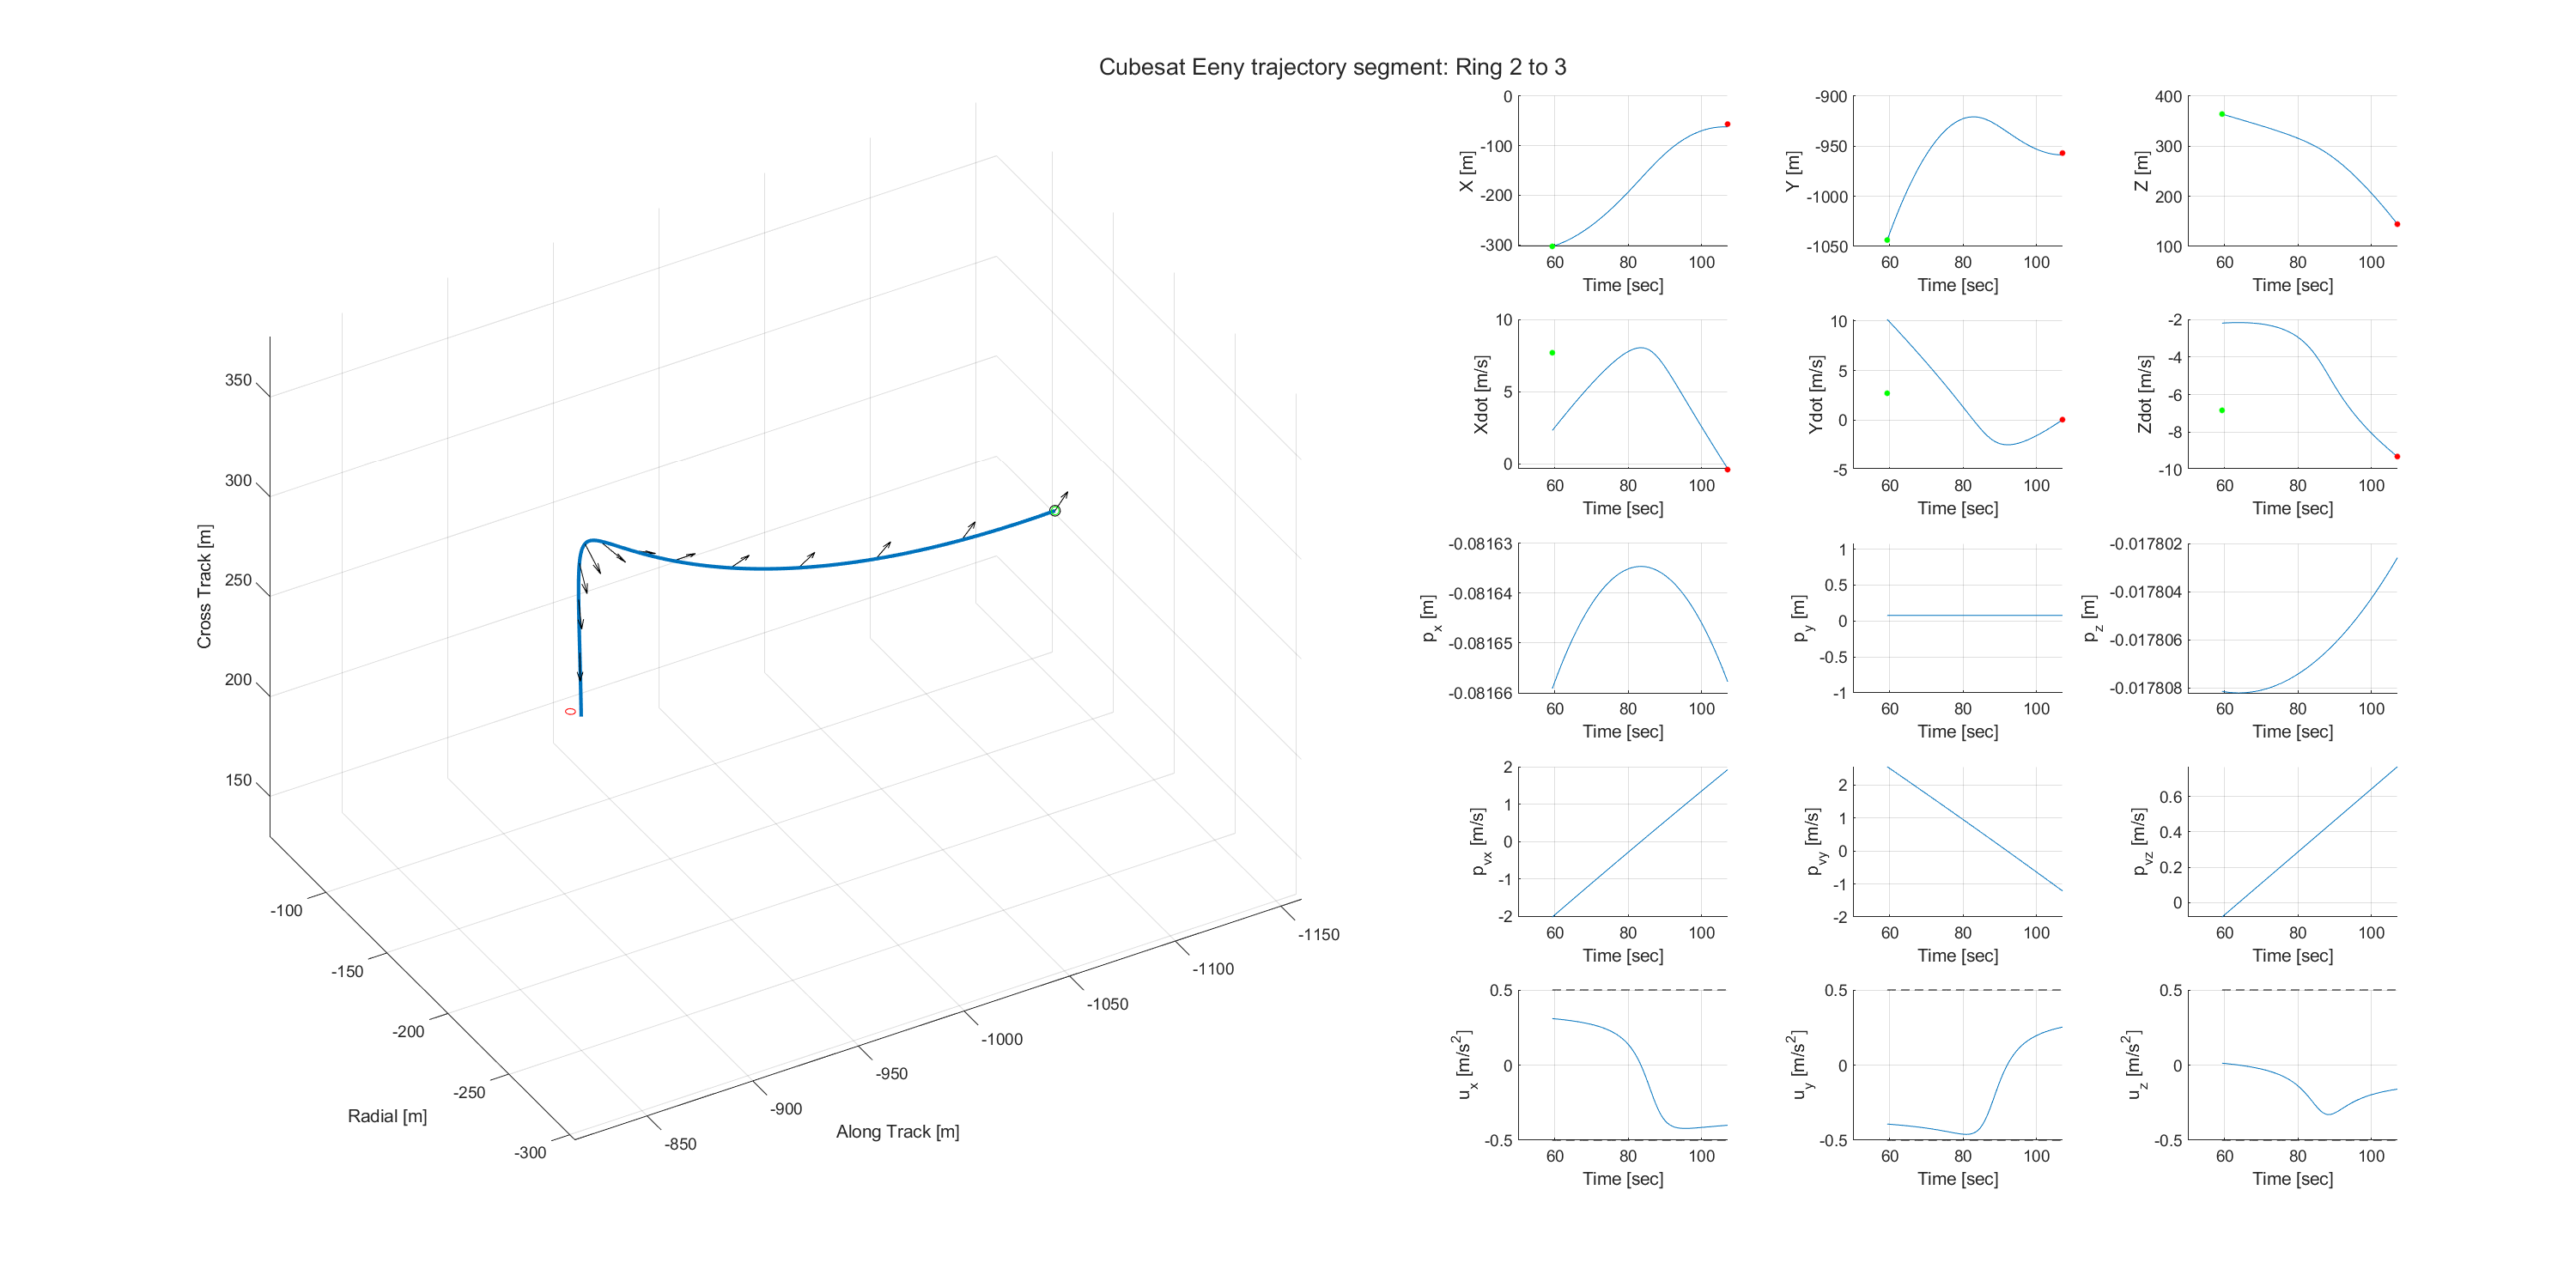 Cubesat Eeny trajectory segment: Ring 2 to 3
350
300
250
200
150
Cross Track [m]
-100
-150
-200
-250
-300
Radial [m]
-850
-900
-950
-1000
-1050
-1100
-1150
Along Track [m]
0
-100
-200
-300
X [m]
60 80 100
Time [sec]
-900
-950
-1000
-1050
Y [m]
60 80 100
Time [sec]
400
300
200
100
Z [m]
60 80 100
Time [sec]
10
5
0
Xdot [m/s]
60 80 100
Time [sec]
10
5
0
-5
Ydot [m/s]
60 80 100
Time [sec]
-2
-4
-6
-8
-10
Zdot [m/s]
60 80 100
Time [sec]
-0.08163
-0.08164
-0.08165
-0.08166
p_x [m]
60 80 100
Time [sec]
1
0.5
0
-0.5
-1
p_y [m]
60 80 100
Time [sec]
-0.017802
-0.017804
-0.017806
-0.017808
p_z [m]
60 80 100
Time [sec]
2
1
0
-1
-2
p_vx [m/s]
60 80 100
Time [sec]
2
1
0
-1
-2
p_vy [m/s]
60 80 100
Time [sec]
0.6
0.4
0.2
0
p_vz [m/s]
60 80 100
Time [sec]
0.5
0
-0.5
u_x [m/s²]
60 80 100
Time [sec]
0.5
0
-0.5
u_y [m/s²]
60 80 100
Time [sec]
0.5
0
-0.5
u_z [m/s²]
60 80 100
Time [sec]